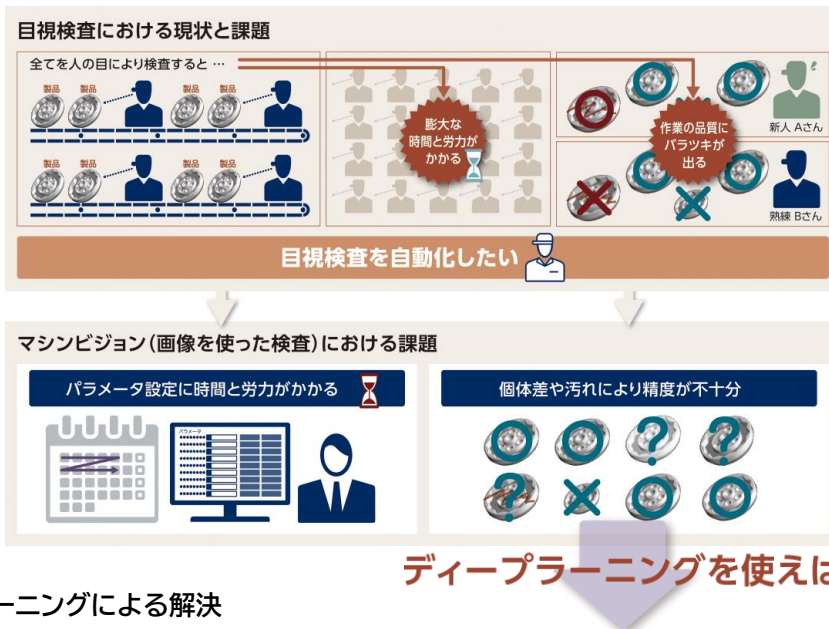 目視検査における現状と課題
全てを人の目により検査すると …
製品 製品 製品 製品
製品 製品 製品 製品
膨大な
時間と労力が
かかる
作業の品質に
バラツキが
出る
新人 Aさん
熟練 Bさん
目視検査を自動化したい
マシンビジョン（画像を使った検査）における課題
パラメータ設定に時間と労力がかかる
パラメータ
個体差や汚れにより精度が不十分
ディープラーニングを使えば
ーニングによる解決